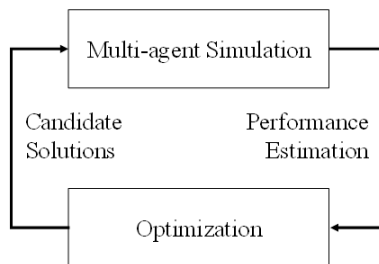 Multi-agent Simulation
Candidate
Solutions
Performance
Estimation
Optimization